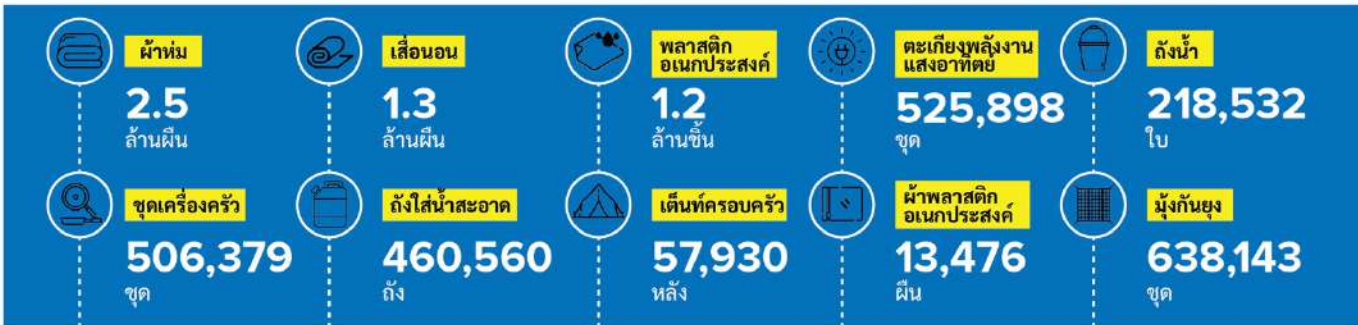 ผ้าห่ม
2.5
ล้านผืน
เสื่อนอน
1.3
ล้านผืน
พลาสติก
อเนกประสงค์
1.2
ล้านชิ้น
ตะเกียงพลังงาน
แสงอาทิตย์
525,898
ชุด
ถังน้ำ
218,532
ใบ
ชุดเครื่องครัว
506,379
ชุด
ถังใส่น้ำสะอาด
460,560
ถัง
เต็นท์ครอบครัว
57,930
หลัง
ผ้าพลาสติก
อเนกประสงค์
13,476
ผืน
มุ้งกันยุง
638,143
ชุด